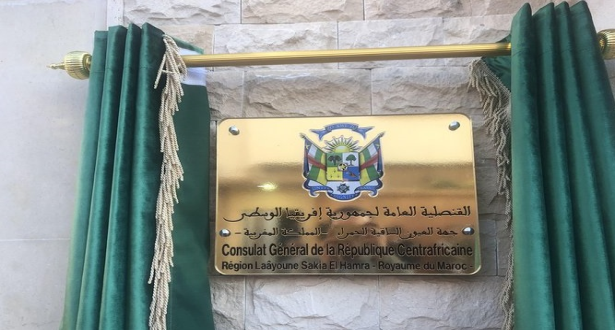 القنصلية العامة لجمهورية إفريقيا الوسطى
جهة العيون الساقية الحمراء - المملكة المغربية -
Consulat Général de la République Centrafricaine
Région Laâyoune Sakia El Hamra - Royaume du Maroc -